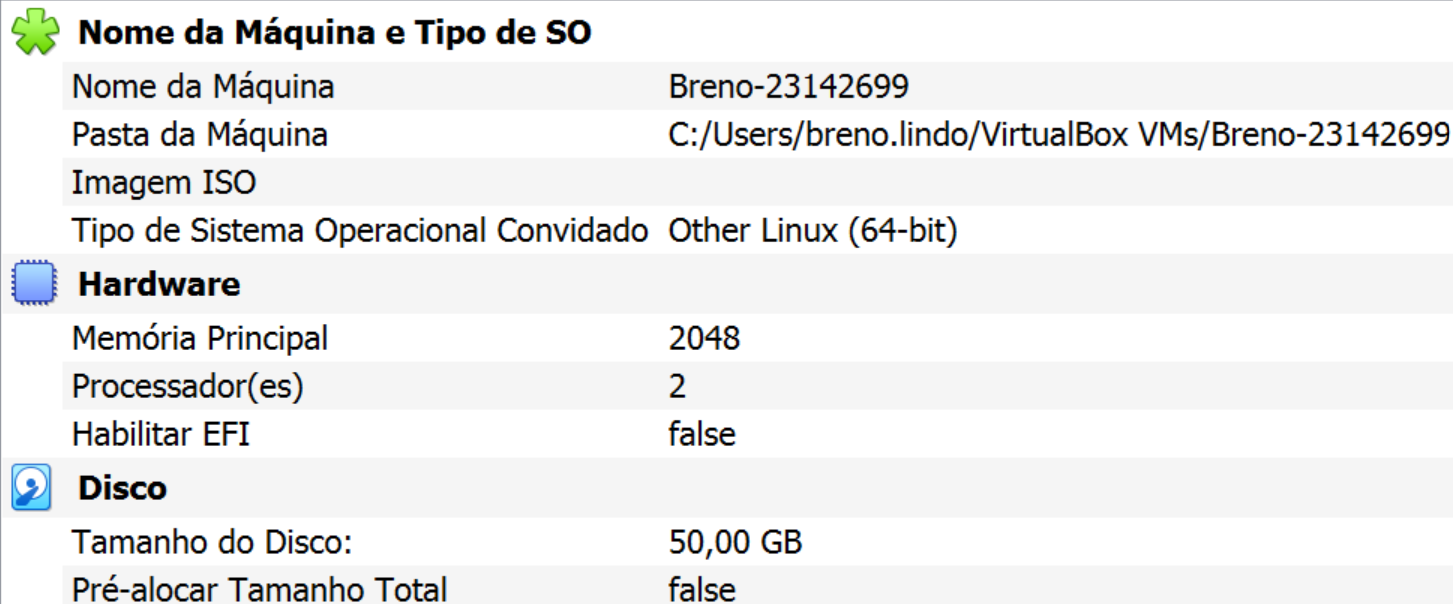 Nome da Máquina e Tipo de SO
Nome da Máquina Breno-23142699
Pasta da Máquina C:/Users/breno.lindo/VirtualBox VMs/Breno-23142699
Imagem ISO
Tipo de Sistema Operacional Convidado Other Linux (64-bit)
Hardware
Memória Principal 2048
Processador(es) 2
Habilitar EFI false
Disco
Tamanho do Disco: 50,00 GB
Pré-alocar Tamanho Total false